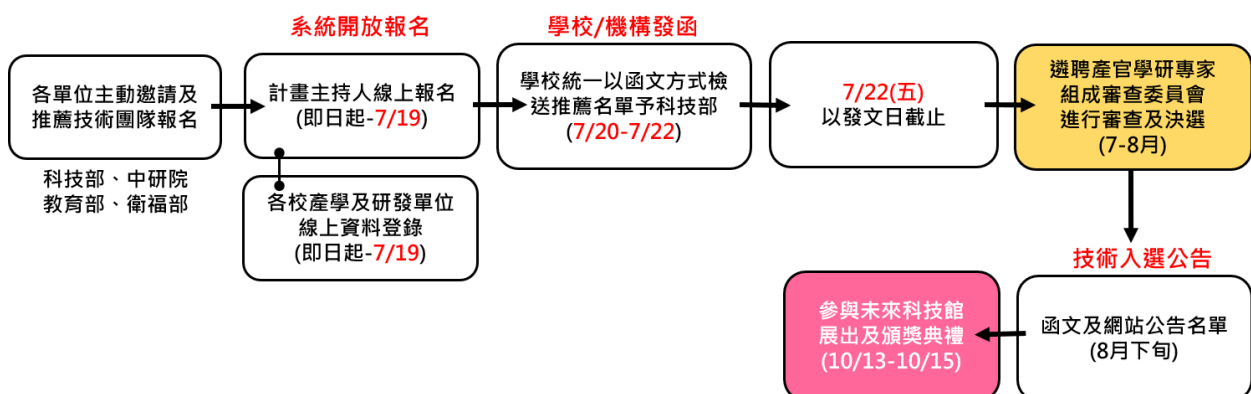 系統開放報名
學校/機構發函
各單位主動邀請及
推薦技術團隊報名
科技部、中研院
教育部、衛福部
計畫主持人線上報名
(即日起-7/19)
各校產學及研發單位
線上資料登錄
(即日起-7/19)
學校統一以函文方式檢
送推薦名單予科技部
(7/20-7/22)
7/22(五)
以發文日截止
遴聘產官學研專家
組成審查委員會
進行審查及決選
(7-8月)
技術入選公告
函文及網站公告名單
(8月下旬)
參與未來科技館
展出及頒獎典禮
(10/13-10/15)